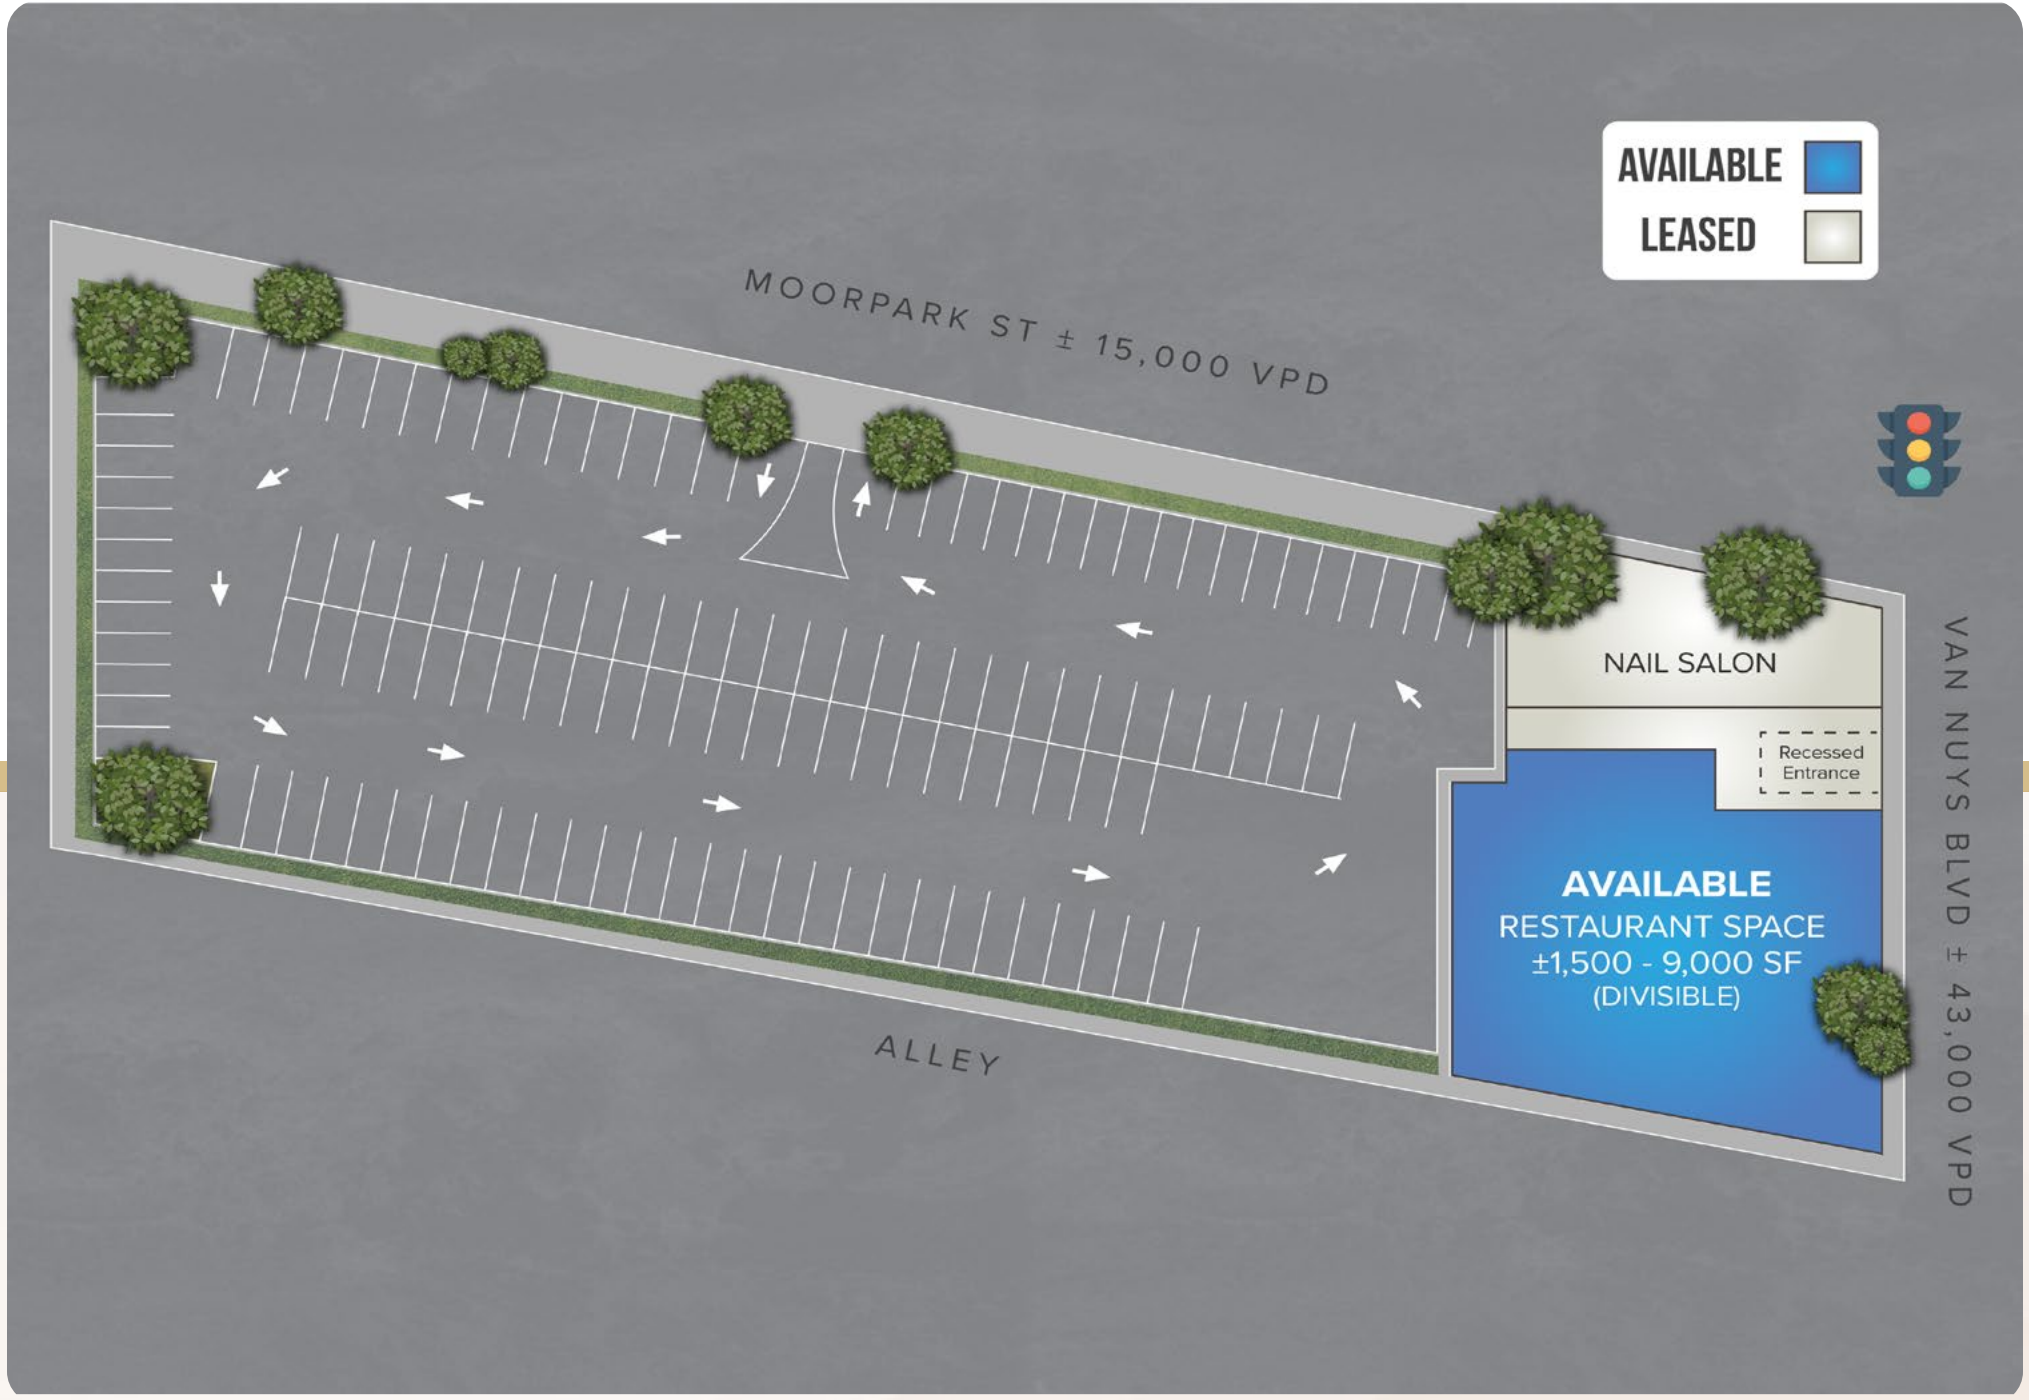 AVAILABLE
LEASED
MOORPARK ST ± 15,000 VPD
VAN NUYS BLVD ± 43,000 VPD
NAIL SALON
Recessed
Entrance
AVAILABLE
RESTAURANT SPACE
±1,500 - 9,000 SF
(DIVISIBLE)
ALLEY